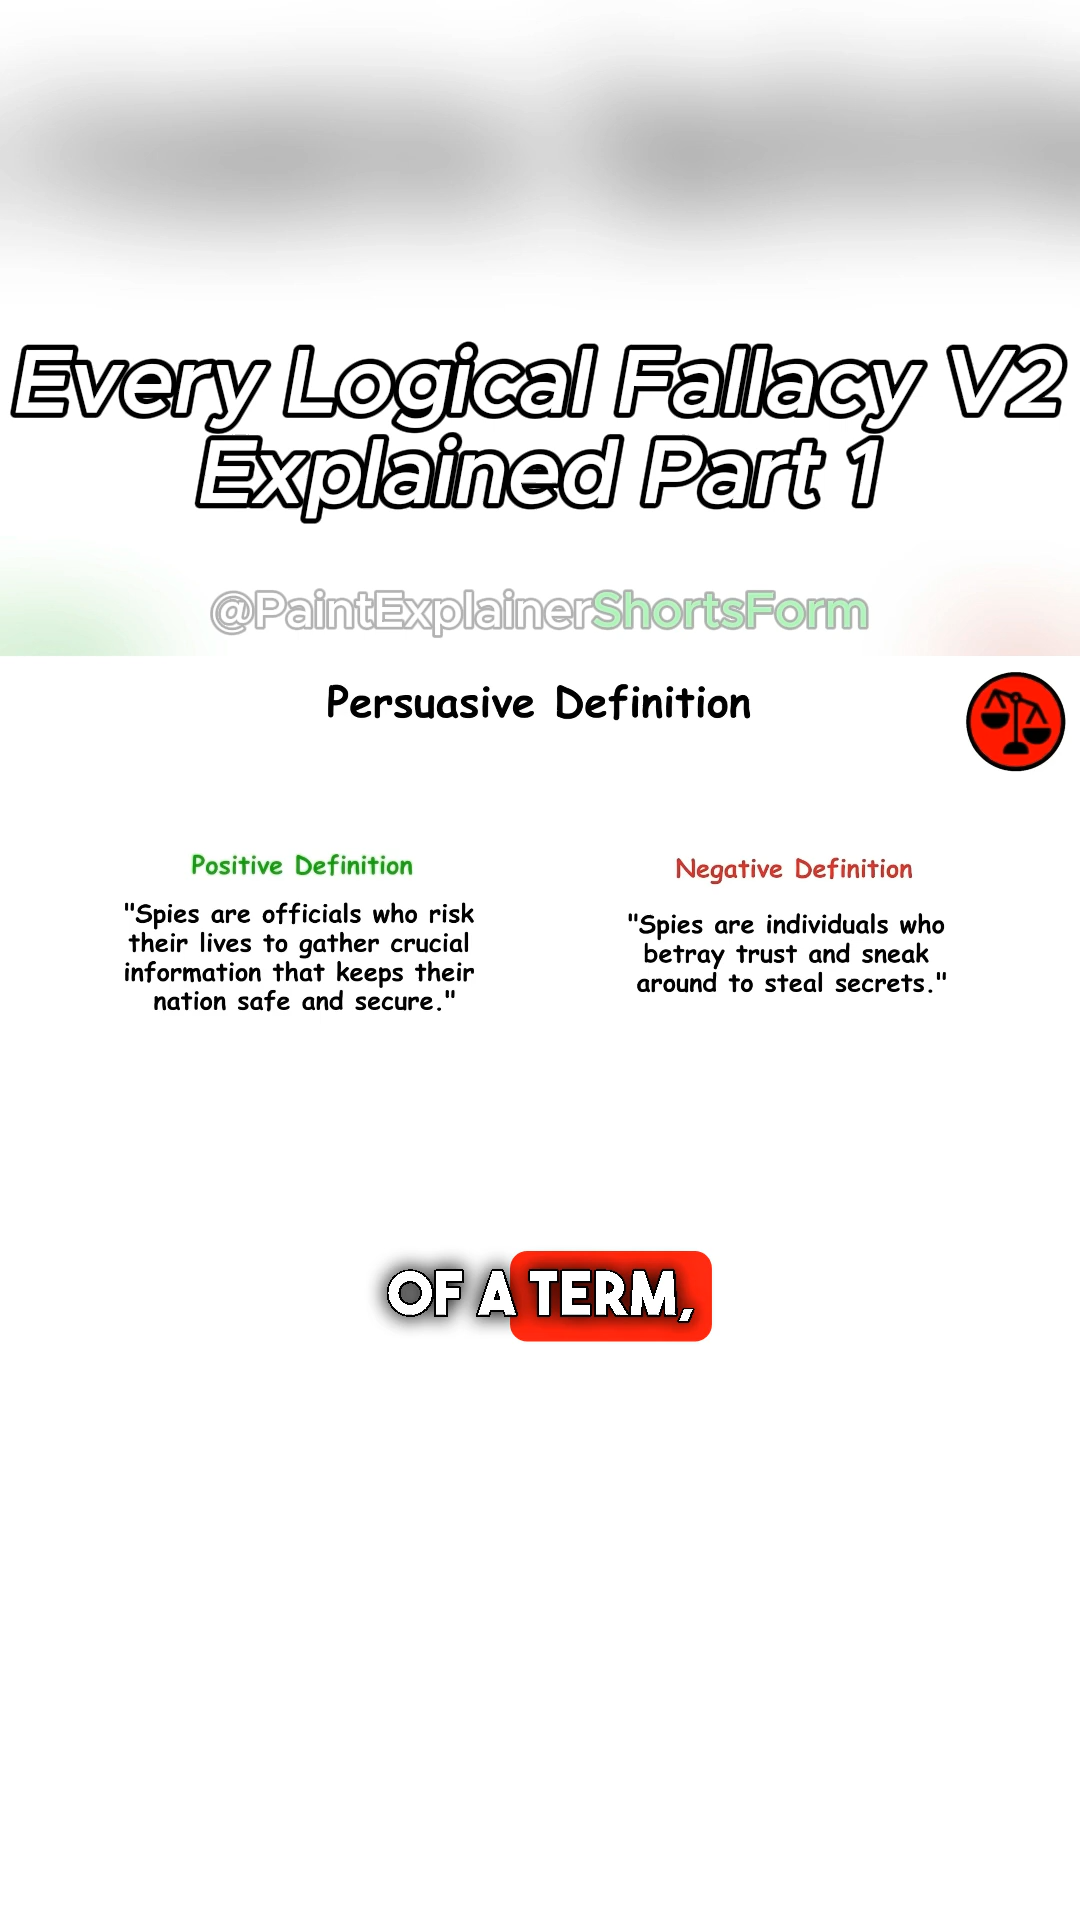 Every Logical Fallacy V2
Explained Part 1
@PaintExplainerShortsForm
Persuasive Definition
Positive Definition
"Spies are officials who risk
their lives to gather crucial
information that keeps their
nation safe and secure."
Negative Definition
"Spies are individuals who
betray trust and sneak
around to steal secrets."
OF A TERM,